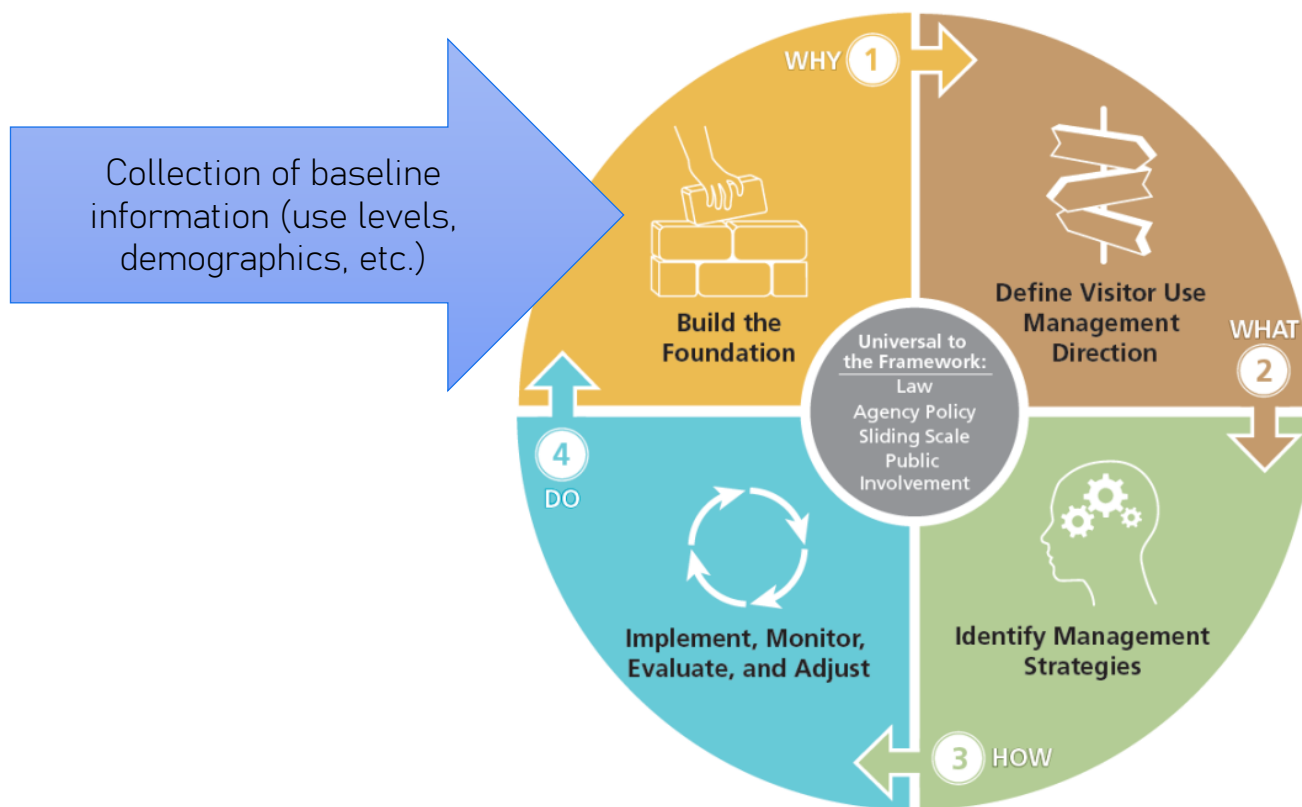 Collection of baseline
information (use levels,
demographics, etc.)
WHY 1
Build the
Foundation
Define Visitor Use
Management
Direction
WHAT
2
Universal to
the Framework:
Law
Agency Policy
Sliding Scale
Public
Involvement
4
DO
Implement, Monitor,
Evaluate, and Adjust
Identify Management
Strategies
3 HOW